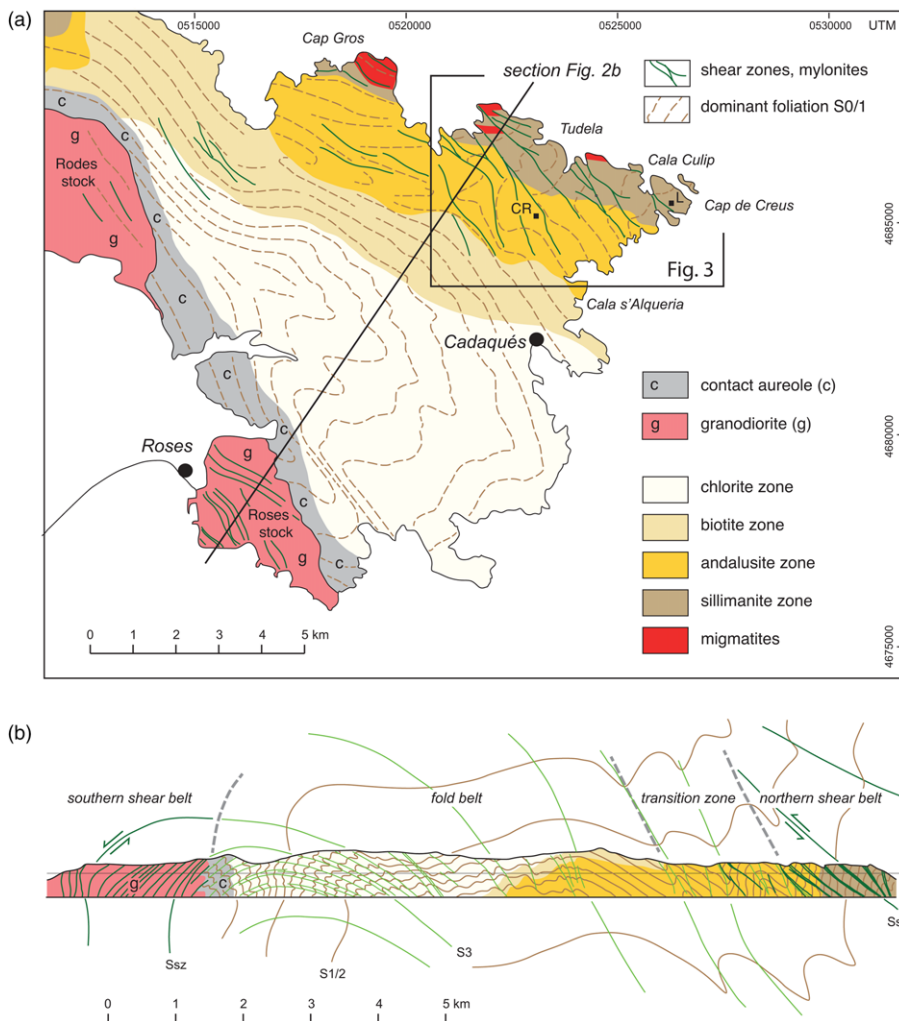 (a)
0515000
0520000
0525000
0530000
UTM
Cap Gros
section Fig. 2b
shear zones, mylonites
dominant foliation S0/1
Tudela
Cala Culip
L
Cap de Creus
CR
4685000
Fig. 3
Cala s'Alqueria
c
c
g
Rodes
stock
c
g
c
Cadaqués
c
contact aureole (c)
g
granodiorite (g)
c
4680000
c
Roses
g
chlorite zone
c
biotite zone
Roses
stock
g
c
andalusite zone
sillimanite zone
0 1 2 3 4 5 km
migmatites
4675000
(b)
southern shear belt
fold belt
transition zone
northern shear belt
g
c
Ss
Ssz
S1/2
S3
0 1 2 3 4 5 km